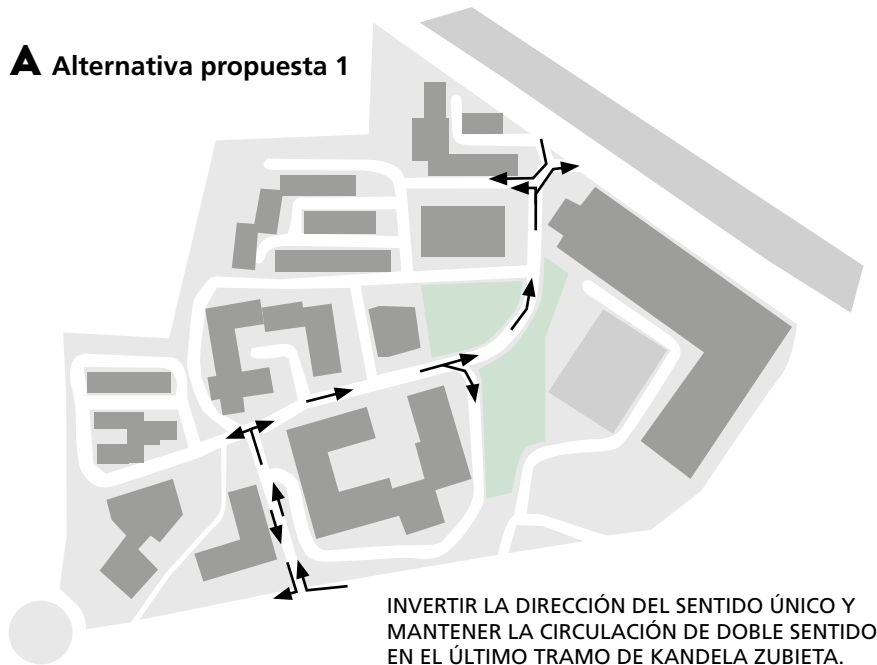 A Alternativa propuesta 1
INVERTIR LA DIRECCIÓN DEL SENTIDO ÚNICO Y
MANTENER LA CIRCULACIÓN DE DOBLE SENTIDO
EN EL ÚLTIMO TRAMO DE KANDELA ZUBIETA.